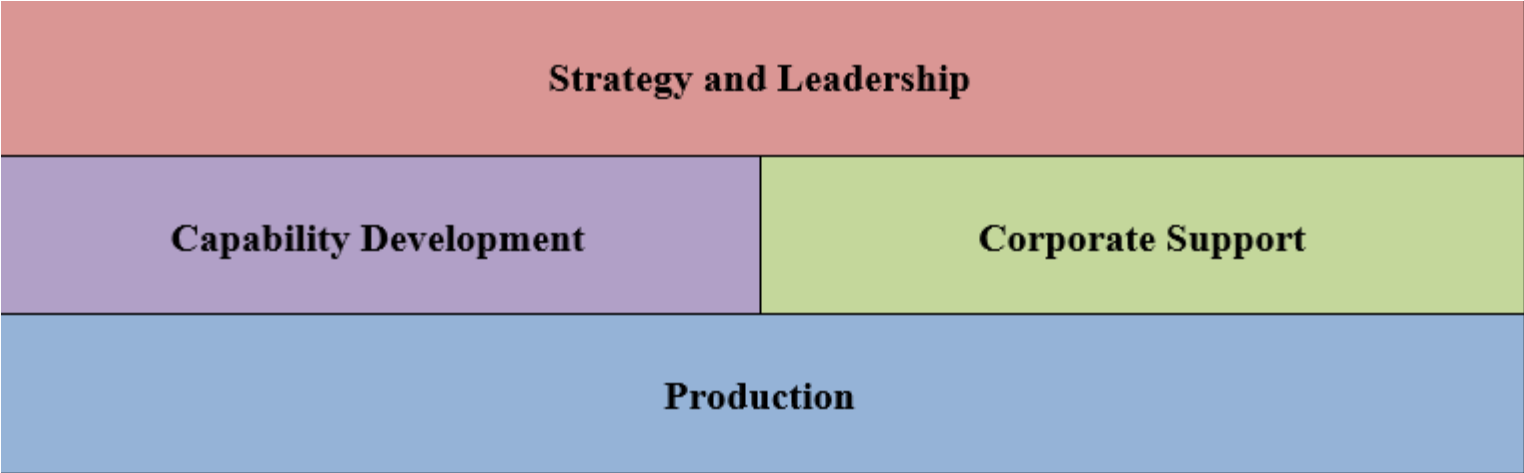 Strategy and Leadership
Capability Development
Corporate Support
Production